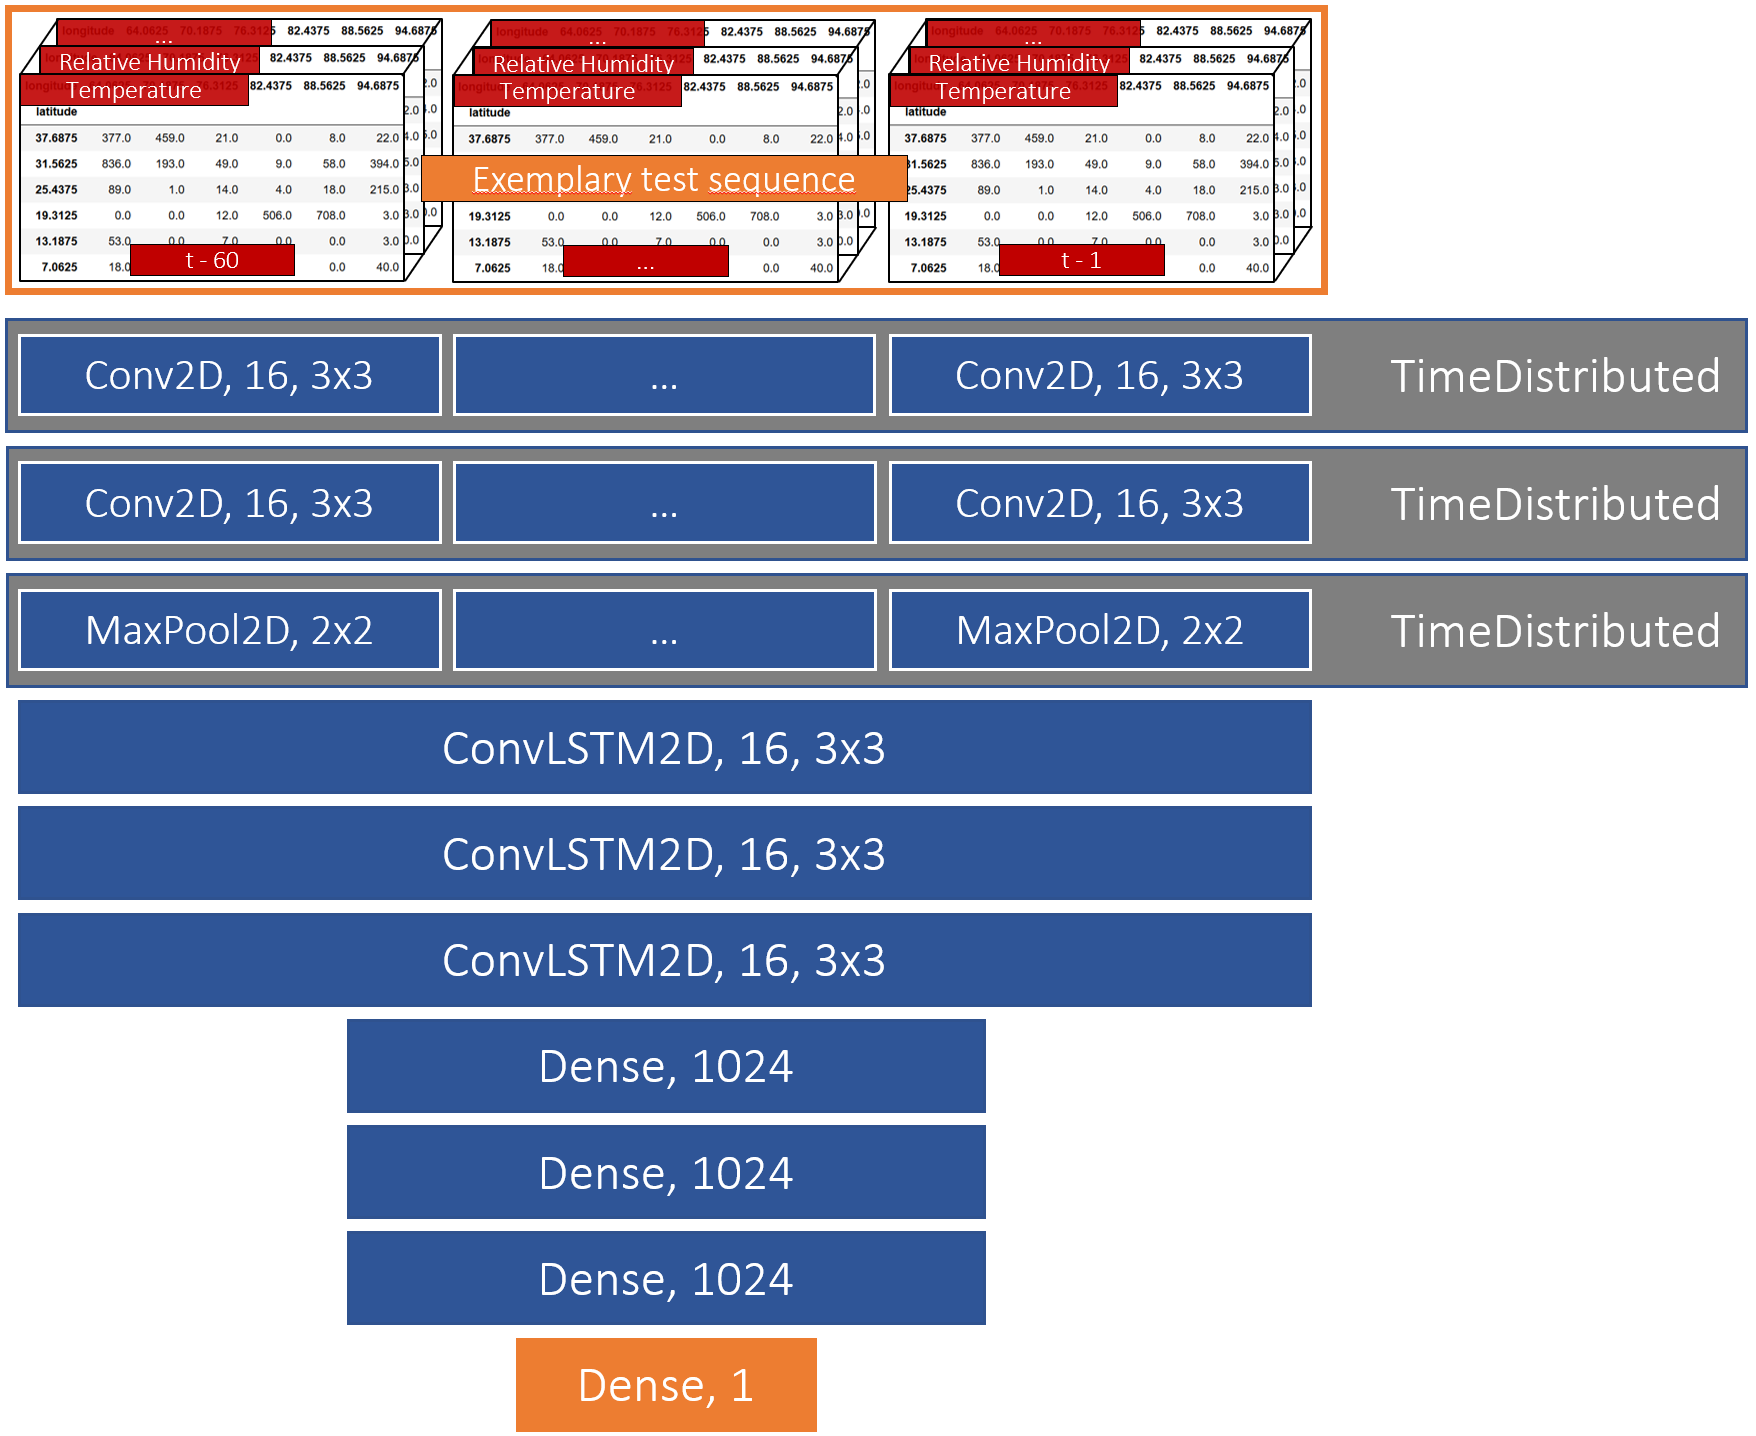 longitude 64.0625 70.1875 76.3125 82.4375 88.5625 94.6875
...
Relative Humidity 82.4375 88.5625 94.6875
Temperature 82.4375 88.5625 94.6875
latitude
37.6875 377.0 459.0 21.0 0.0 8.0 22.0
31.5625 836.0 193.0 49.0 9.0 58.0 394.0
25.4375 89.0 1.0 14.0 4.0 18.0 215.0
19.3125 0.0 0.0 12.0 506.0 708.0 3.0
13.1875 53.0 0.0 7.0 0.0 0.0 3.0
7.0625 18.0 0.0 40.0
t - 60
longitude 64.0625 70.1875 76.3125 82.4375 88.5625 94.6875
...
Relative Humidity 82.4375 88.5625 94.6875
Temperature 82.4375 88.5625 94.6875
latitude
37.6875 377.0 459.0 21.0 0.0 8.0 22.0
Exemplary test sequence
19.3125 0.0 0.0 12.0 506.0 708.0 3.0
13.1875 53.0 0.0 7.0 0.0 0.0 3.0
7.0625 18.0 0.0 40.0
...
longitude 64.0625 70.1875 76.3125 82.4375 88.5625 94.6875
...
Relative Humidity 82.4375 88.5625 94.6875
Temperature 82.4375 88.5625 94.6875
latitude
37.6875 377.0 459.0 21.0 0.0 8.0 22.0
31.5625 836.0 193.0 49.0 9.0 58.0 394.0
25.4375 89.0 1.0 14.0 4.0 18.0 215.0
19.3125 0.0 0.0 12.0 506.0 708.0 3.0
13.1875 53.0 0.0 7.0 0.0 0.0 3.0
7.0625 18.0 0.0 40.0
t - 1
Conv2D, 16, 3x3 ... Conv2D, 16, 3x3 TimeDistributed
Conv2D, 16, 3x3 ... Conv2D, 16, 3x3 TimeDistributed
MaxPool2D, 2x2 ... MaxPool2D, 2x2 TimeDistributed
ConvLSTM2D, 16, 3x3
ConvLSTM2D, 16, 3x3
ConvLSTM2D, 16, 3x3
Dense, 1024
Dense, 1024
Dense, 1024
Dense, 1